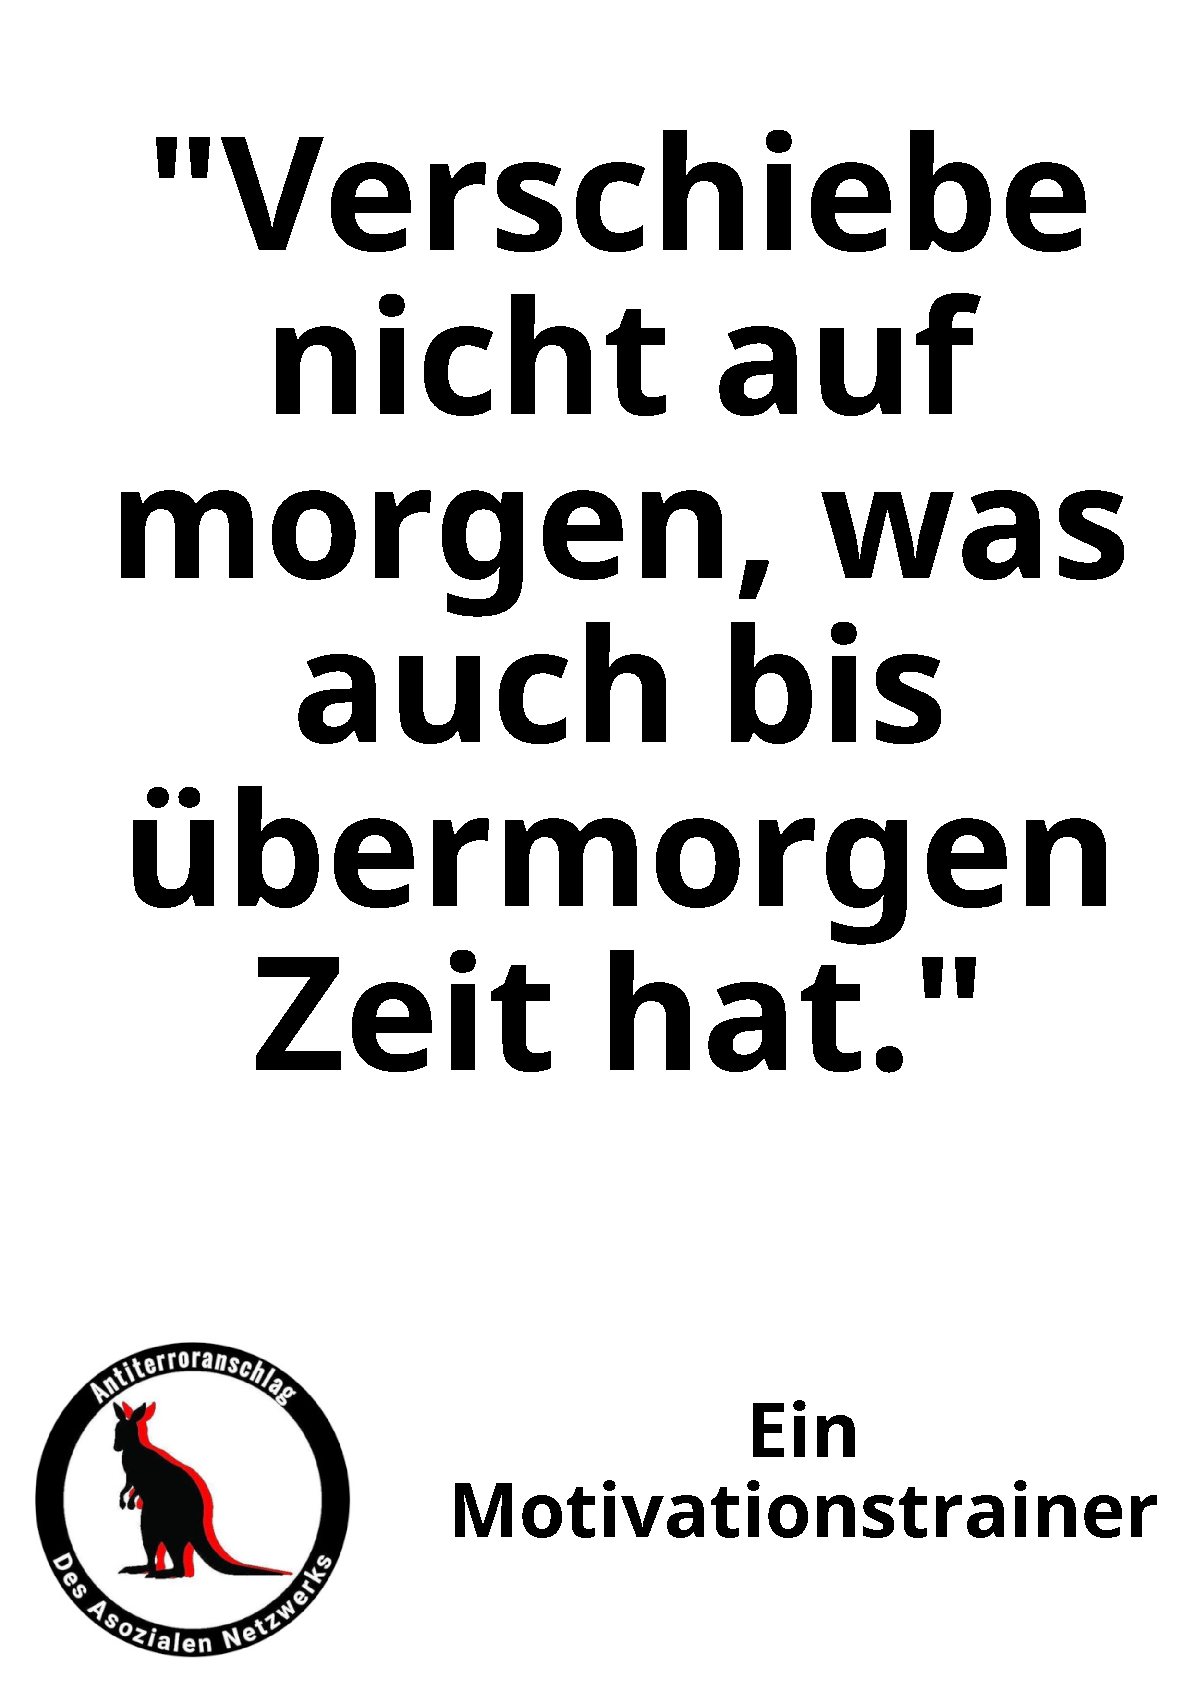 "Verschiebe
nicht auf
morgen, was
auch bis
übermorgen
Zeit hat."
Antiterroranschlag
Des Asozialen Netzwerks
Ein
Motivationstrainer